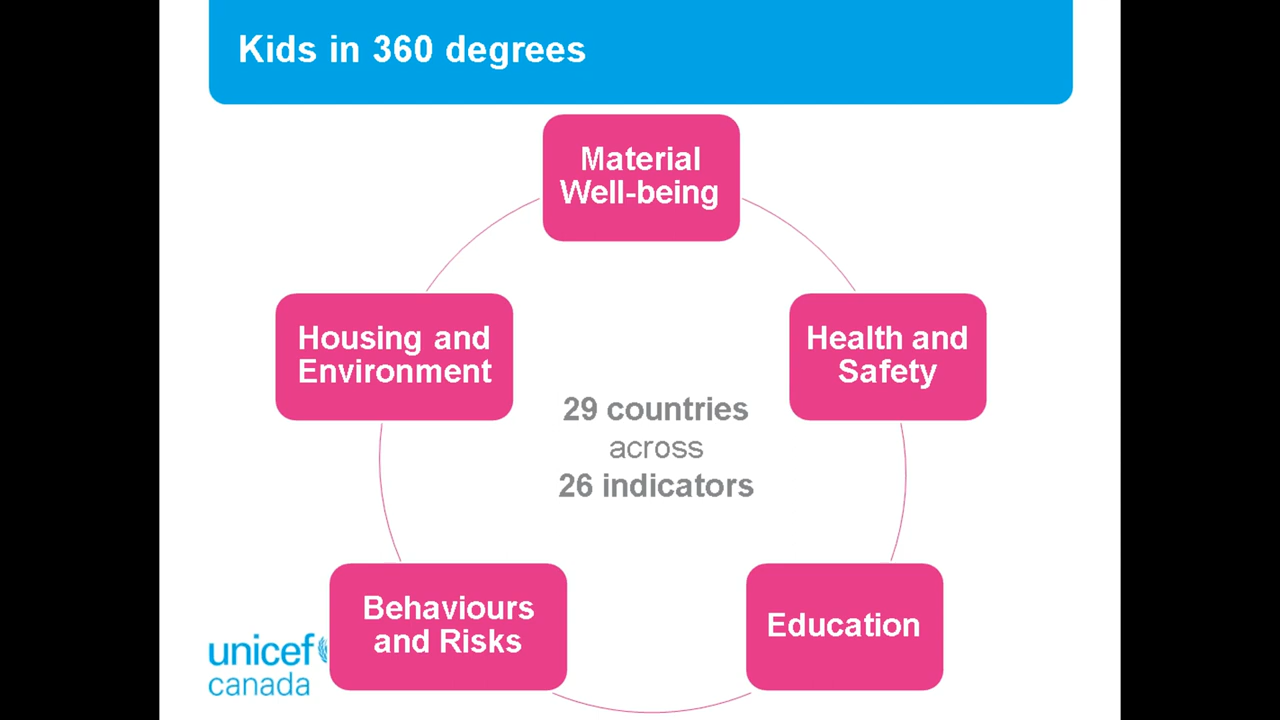 Kids in 360 degrees
Material
Well-being
Housing and
Environment
Health and
Safety
29 countries
across
26 indicators
Behaviours
and Risks
Education
unicef
canada